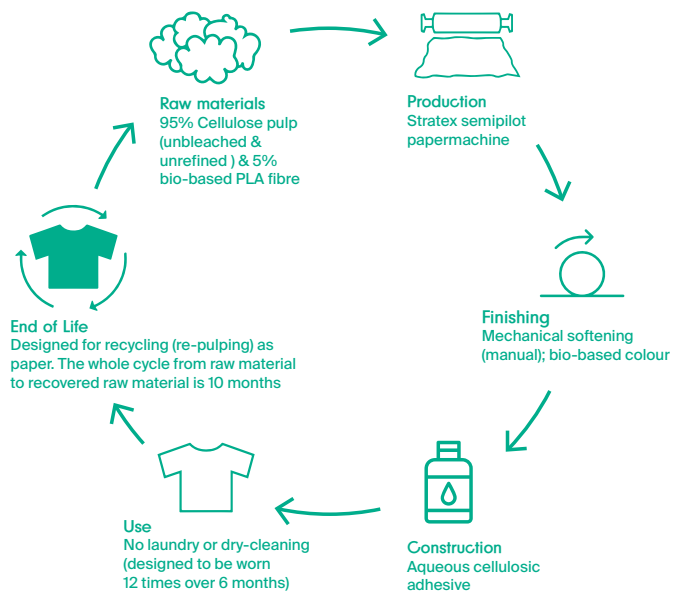 Raw materials
95% Cellulose pulp
(unbleached &
unrefined ) & 5%
bio-based PLA fibre
Production
Stratex semipilot
papermachine
Finishing
Mechanical softening
(manual); bio-based colour
Construction
Aqueous cellulosic
adhesive
Use
No laundry or dry-cleaning
(designed to be worn
12 times over 6 months)
End of Life
Designed for recycling (re-pulping) as
paper. The whole cycle from raw material
to recovered raw material is 10 months